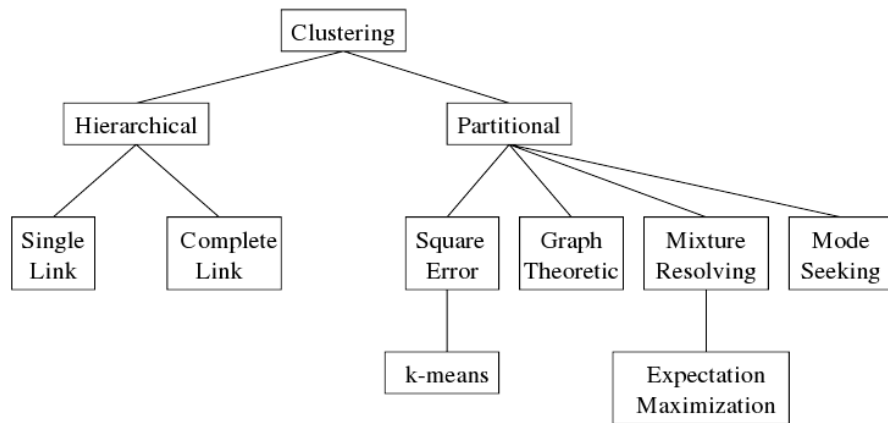 Clustering
Hierarchical
Partitional
Single
Link
Complete
Link
Square
Error
Graph
Theoretic
Mixture
Resolving
Mode
Seeking
k-means
Expectation
Maximization